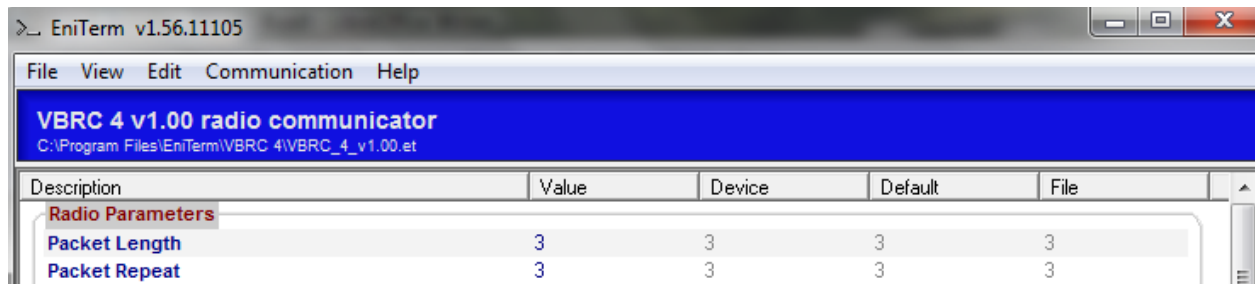 EniTerm v1.56.11105
File View Edit Communication Help
VBRC 4 v1.00 radio communicator
C:\Program Files\EniTerm\VBRC 4\VBRC_4_v1.00.et
Description Value Device Default File
Radio Parameters
Packet Length 3 3 3 3
Packet Repeat 3 3 3 3